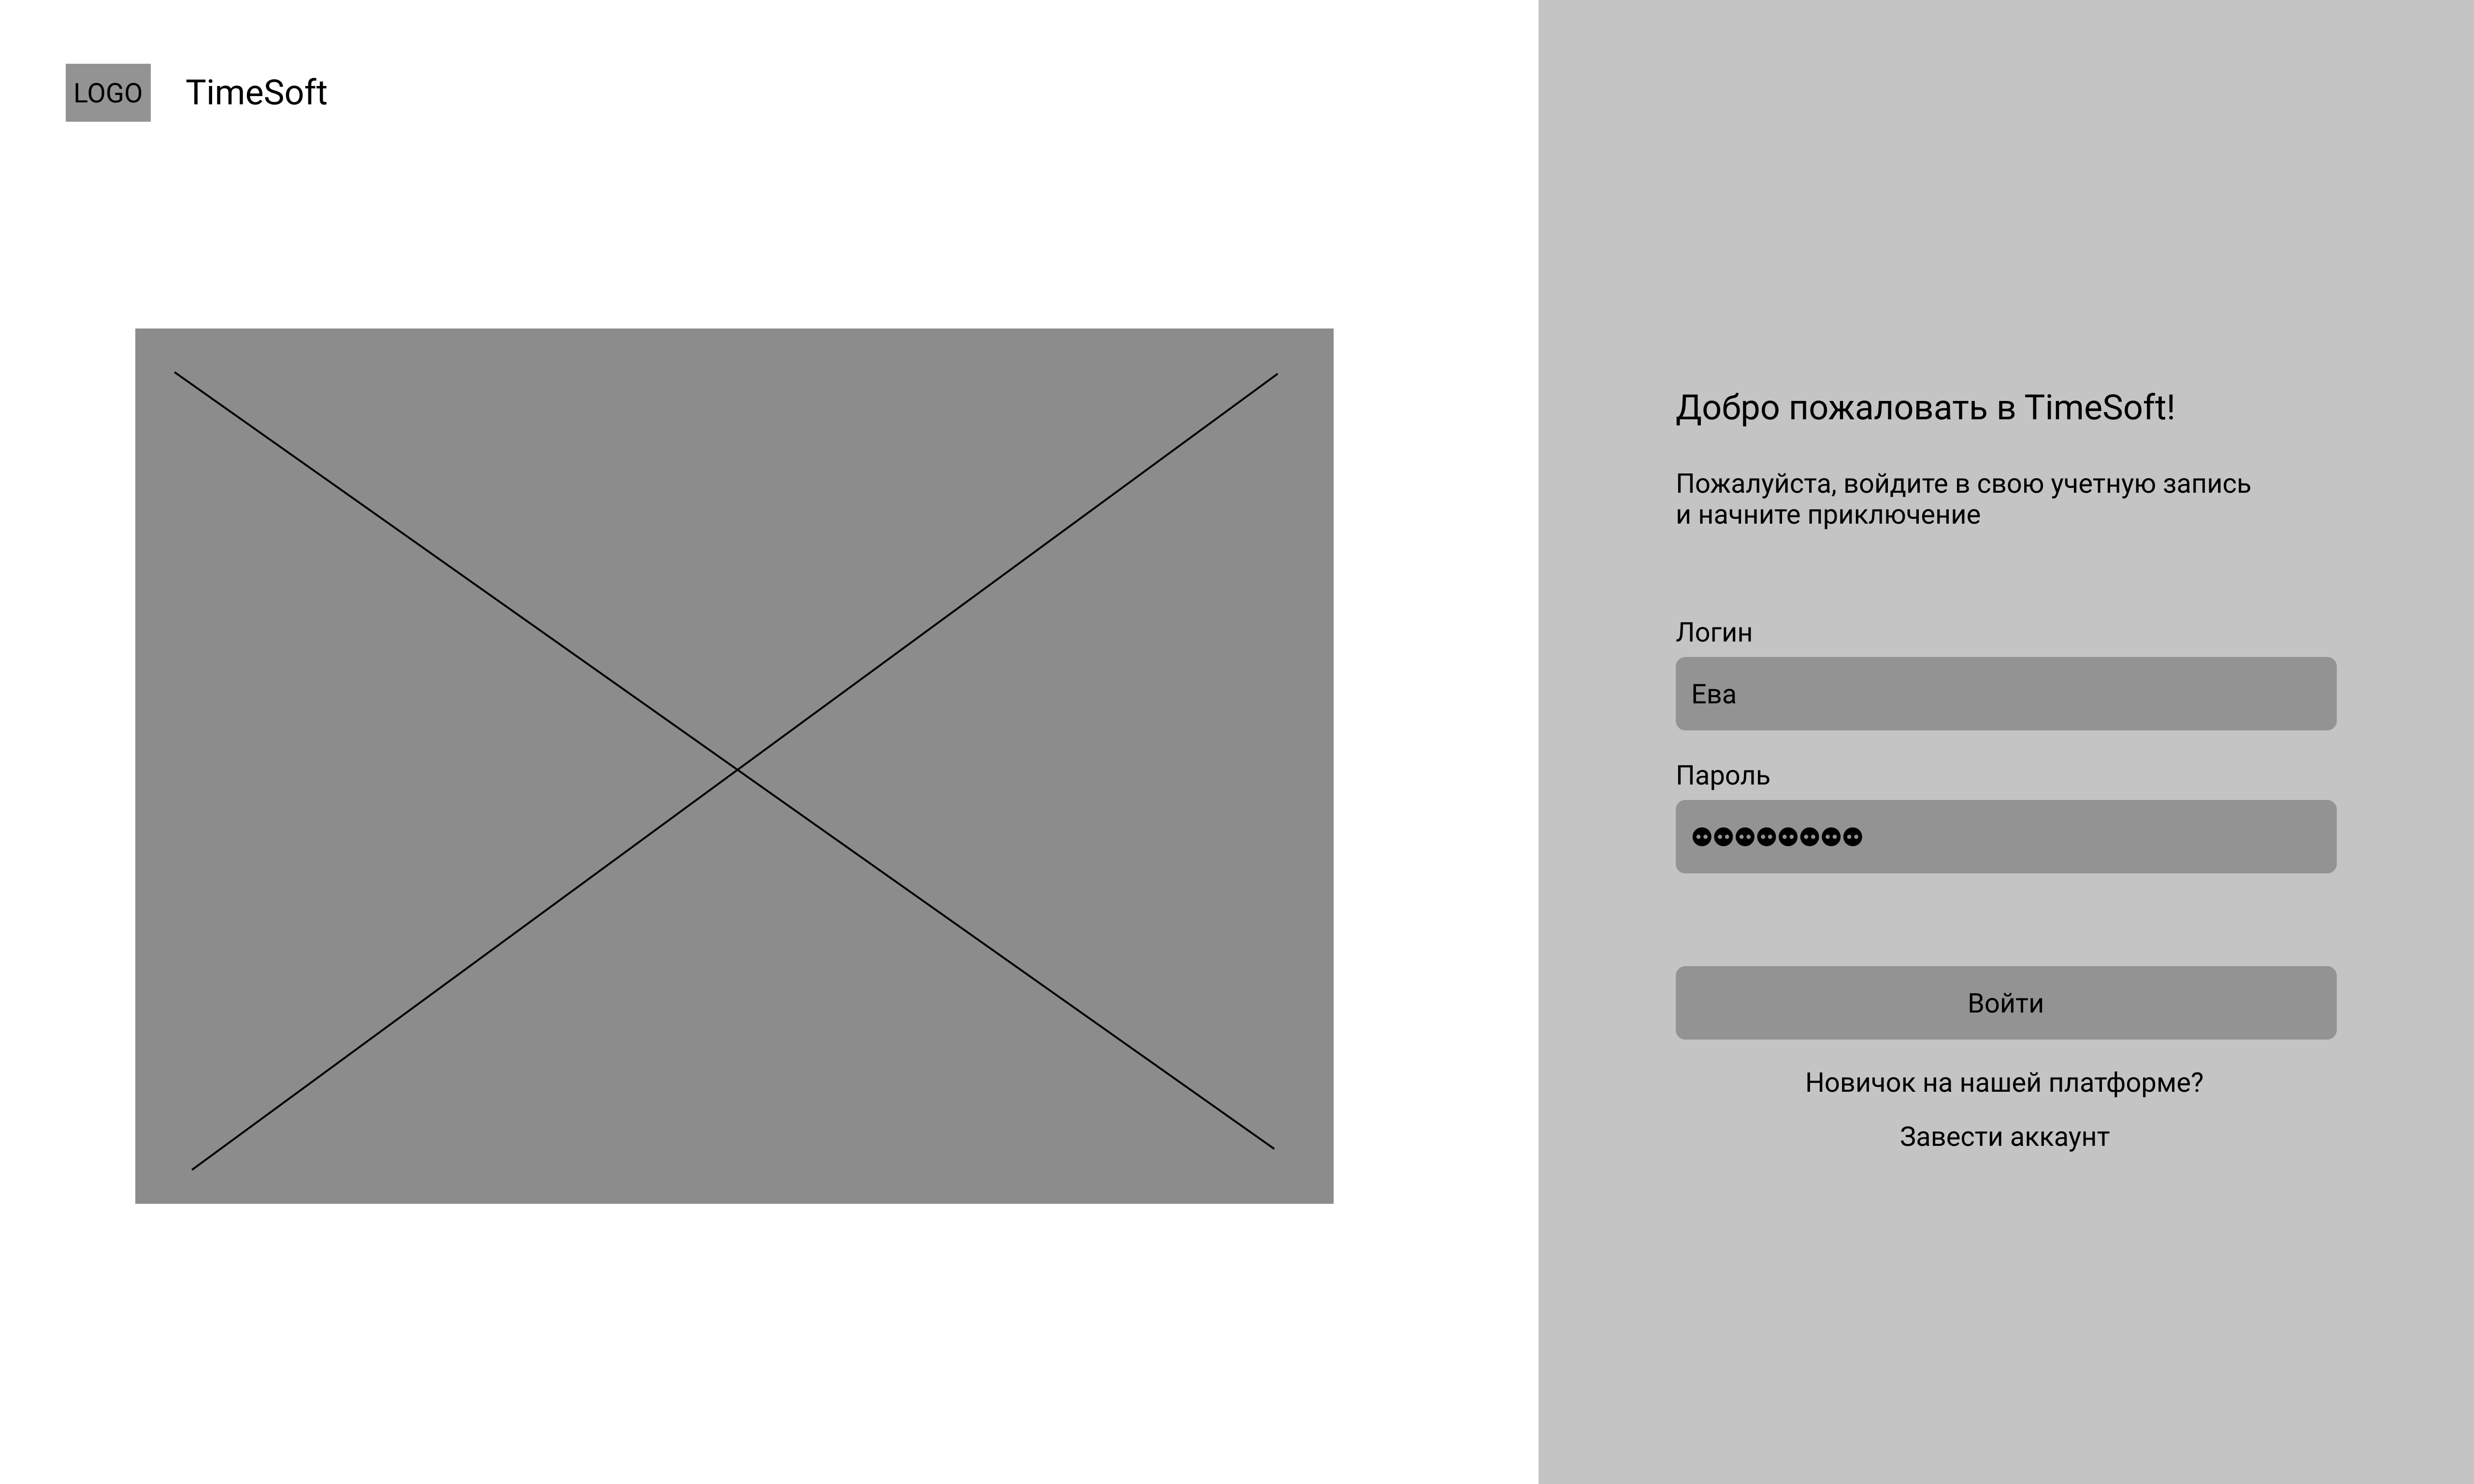 LOGO TimeSoft
Добро пожаловать в TimeSoft!
Пожалуйста, войдите в свою учетную запись
и начните приключение
Логин
Ева
Пароль
Войти
Новичок на нашей платформе?
Завести аккаунт